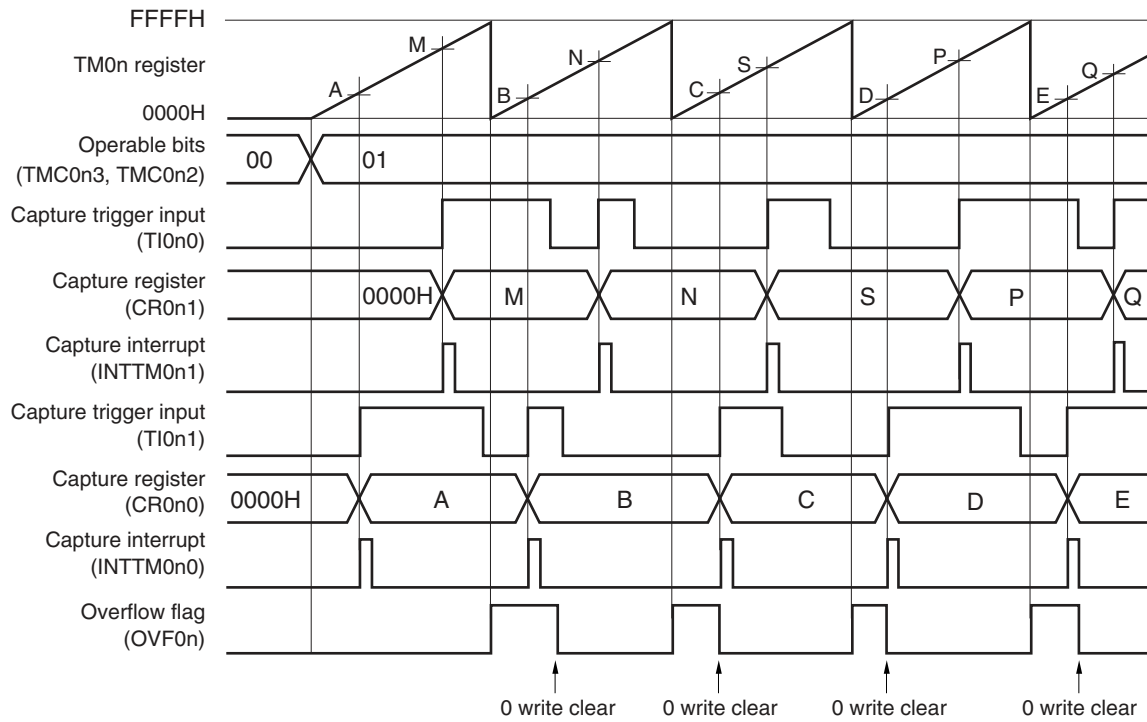 FFFFH
TM0n register
0000H
A M B N C S D P E Q
Operable bits
(TMC0n3, TMC0n2)
00 01
Capture trigger input
(TI0n0)
Capture register
(CR0n1)
0000H M N S P Q
Capture interrupt
(INTTM0n1)
Capture trigger input
(TI0n1)
Capture register
(CR0n0)
0000H A B C D E
Capture interrupt
(INTTM0n0)
Overflow flag
(OVF0n)
0 write clear 0 write clear 0 write clear 0 write clear